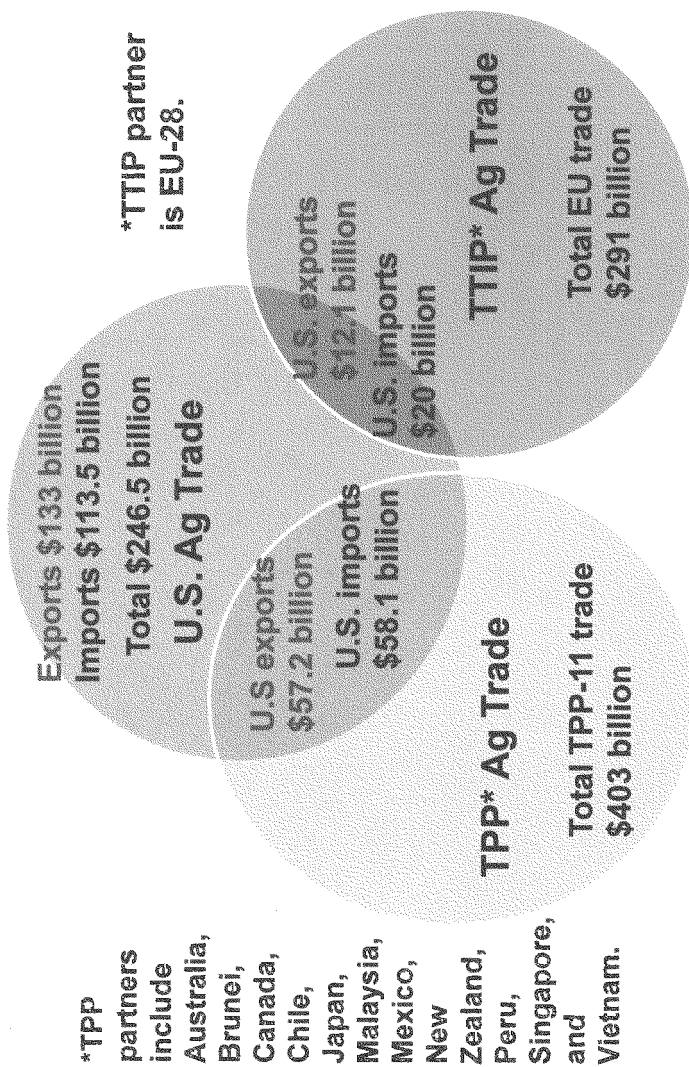 Exports $133 billion
Imports $113.5 billion
Total $246.5 billion
U.S. Ag Trade
*TTIP partner
is EU-28.
U.S exports
$57.2 billion
U.S. imports
$58.1 billion
U.S. exports
$12.1 billion
U.S. imports
$20 billion
TPP* Ag Trade
Total TPP-11 trade
$403 billion
TTIP* Ag Trade
Total EU trade
$291 billion
*TPP
partners
include
Australia,
Brunei,
Canada,
Chile,
Japan,
Malaysia,
Mexico,
New
Zealand,
Peru,
Singapore,
and
Vietnam.